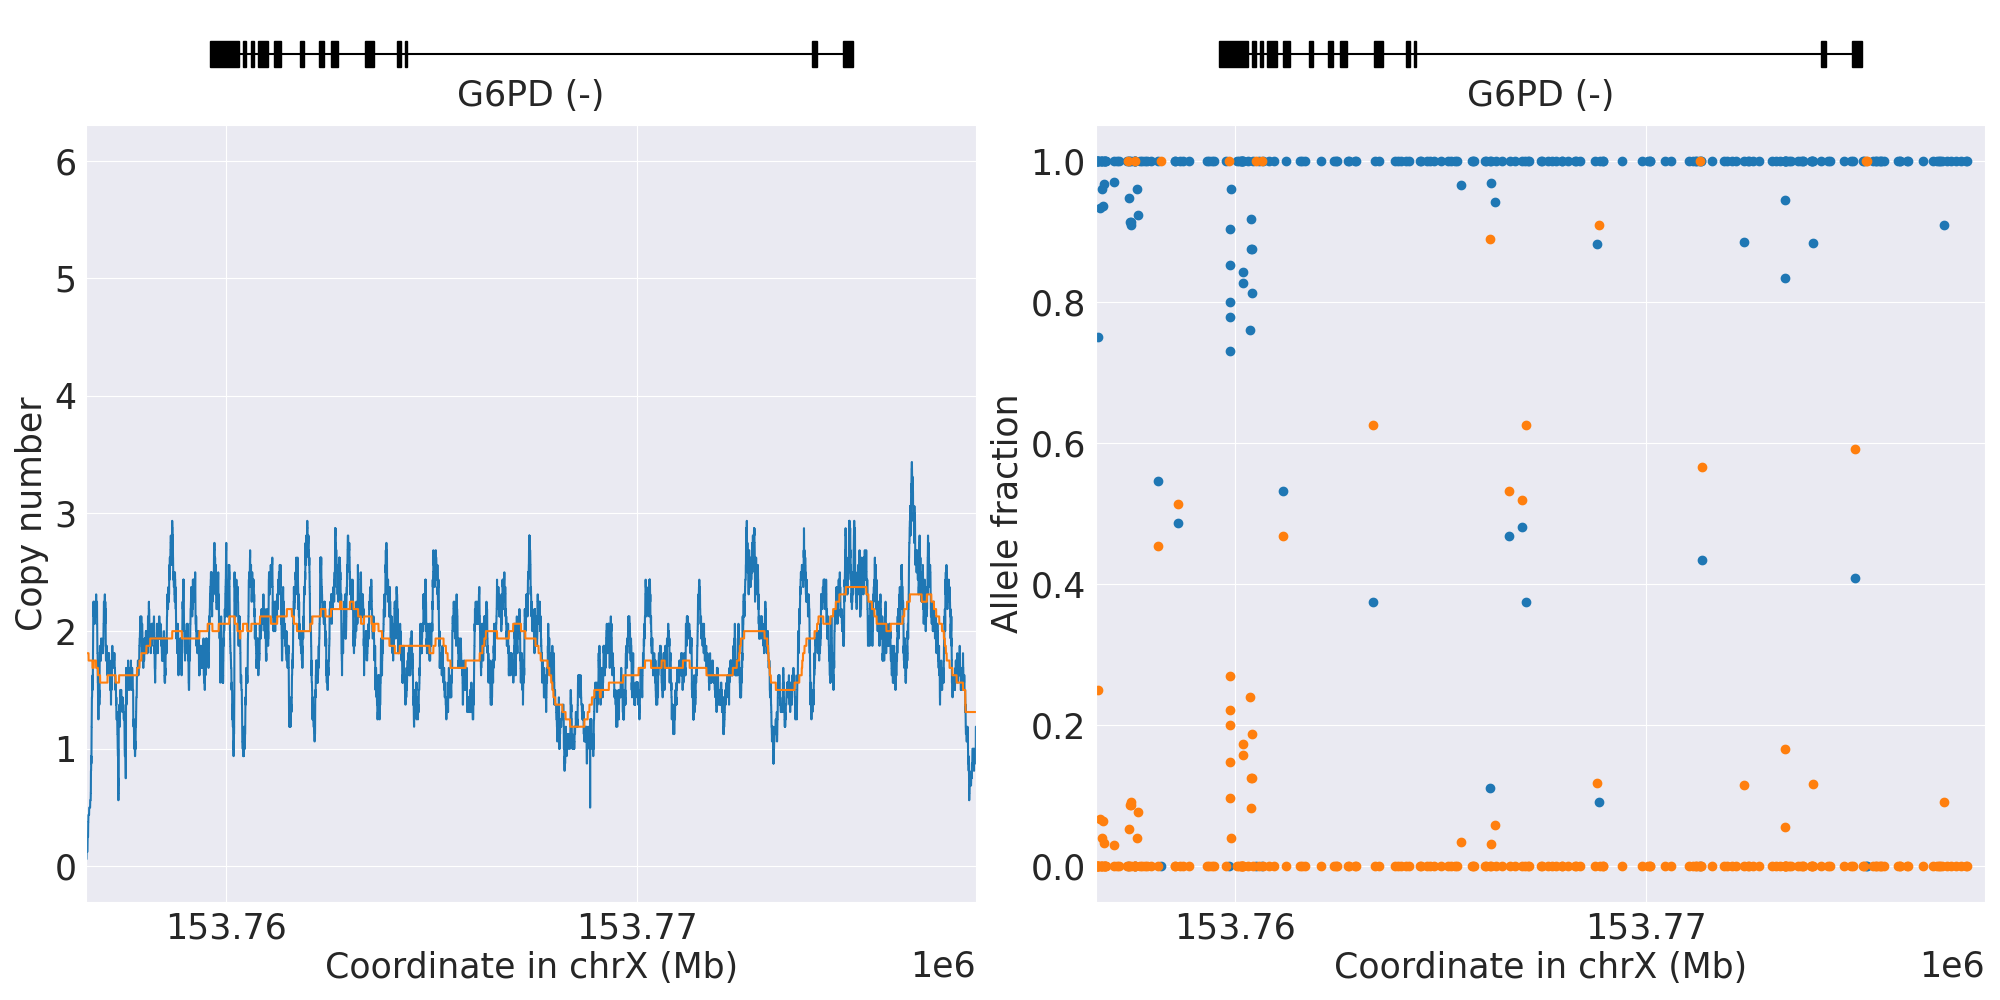 G6PD (-)
G6PD (-)
6
5
4
3
2
1
0
Copy number
153.76
153.77
Coordinate in chrX (Mb)
1e6
1.0
0.8
0.6
0.4
0.2
0.0
Allele fraction
153.76
153.77
Coordinate in chrX (Mb)
1e6